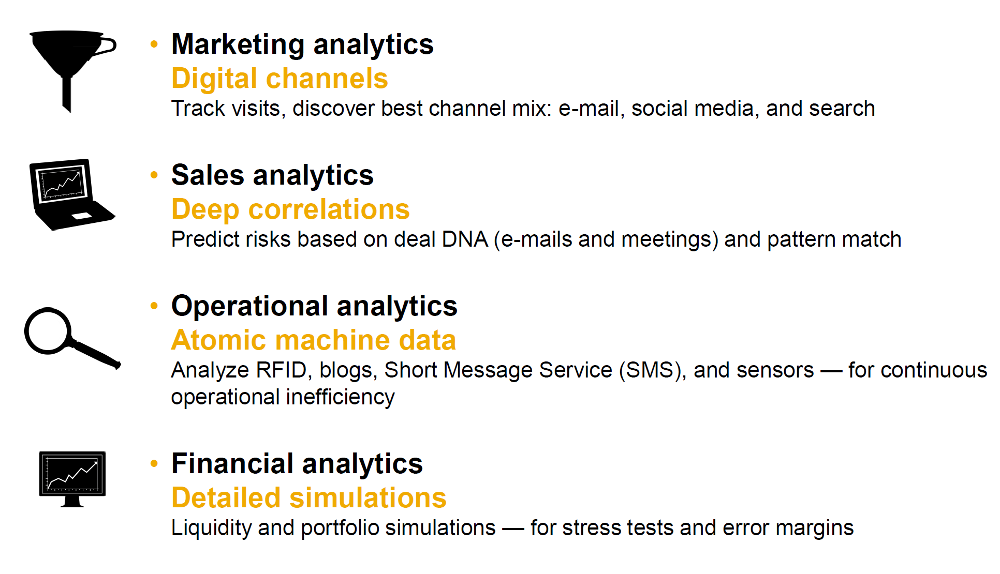 • Marketing analytics
Digital channels
Track visits, discover best channel mix: e-mail, social media, and search
• Sales analytics
Deep correlations
Predict risks based on deal DNA (e-mails and meetings) and pattern match
• Operational analytics
Atomic machine data
Analyze RFID, blogs, Short Message Service (SMS), and sensors — for continuous
operational inefficiency
• Financial analytics
Detailed simulations
Liquidity and portfolio simulations — for stress tests and error margins